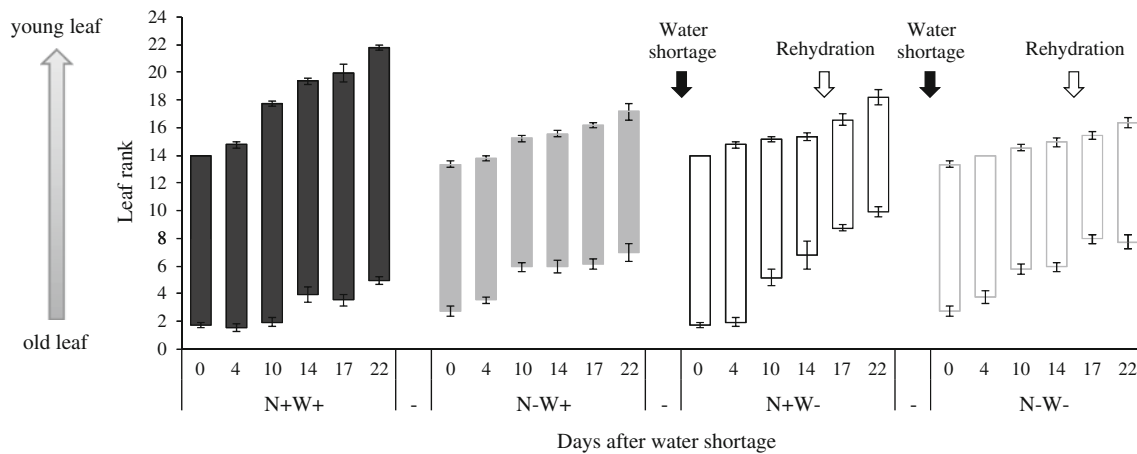 young leaf
old leaf
Leaf rank
24
22
20
18
16
14
12
10
8
6
4
2
0
Water
shortage
Rehydration
Water
shortage
Rehydration
0 4 10 14 17 22 0 4 10 14 17 22 0 4 10 14 17 22 0 4 10 14 17 22
N+W+ - N-W+ - N+W- - N-W-
Days after water shortage